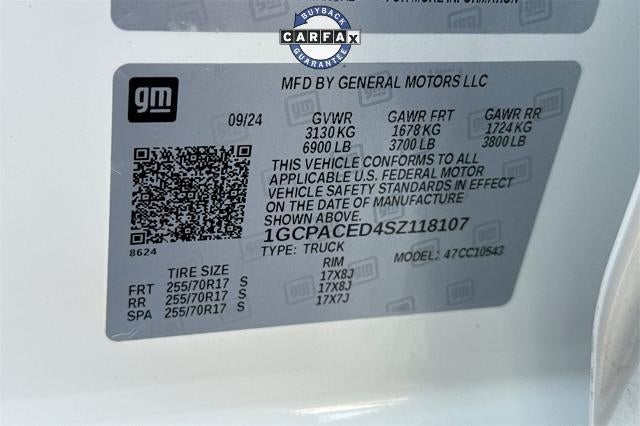 BUYBACK
CARFAX
GUARANTEE
gm
MFD BY GENERAL MOTORS LLC
09/24 GVWR GAWR FRT GAWR RR
3130 KG 1678 KG 1724 KG
6900 LB 3700 LB 3800 LB
THIS VEHICLE CONFORMS TO ALL
APPLICABLE U.S. FEDERAL MOTOR
VEHICLE SAFETY STANDARDS IN EFFECT
ON THE DATE OF MANUFACTURE
SHOWN ABOVE.
8624
1GCPACED4SZ118107
TYPE: TRUCK MODEL: 47CC10543
TIRE SIZE RIM
FRT 255/70R17 S 17X8J
RR 255/70R17 S 17X8J
SPA 255/70R17 S 17X7J